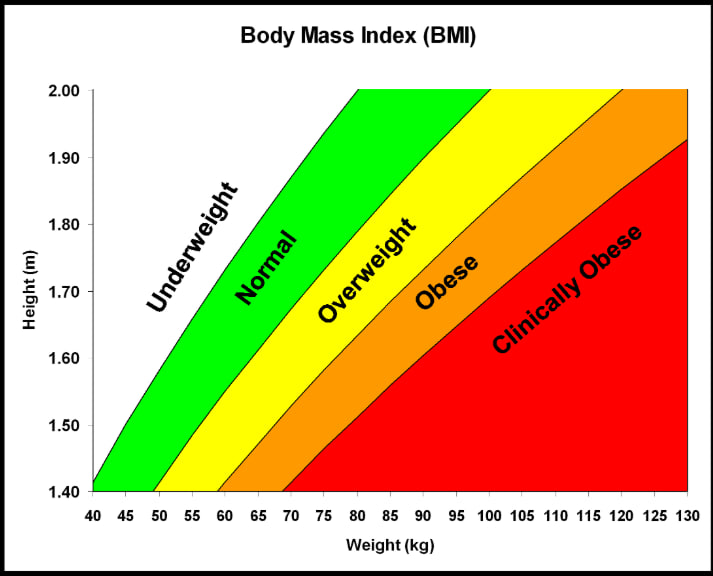 Body Mass Index (BMI)
2.00
1.90
1.80
1.70
1.60
1.50
1.40
Height (m)
Underweight
Normal
Overweight
Obese
Clinically Obese
40 45 50 55 60 65 70 75 80 85 90 95 100 105 110 115 120 125 130
Weight (kg)